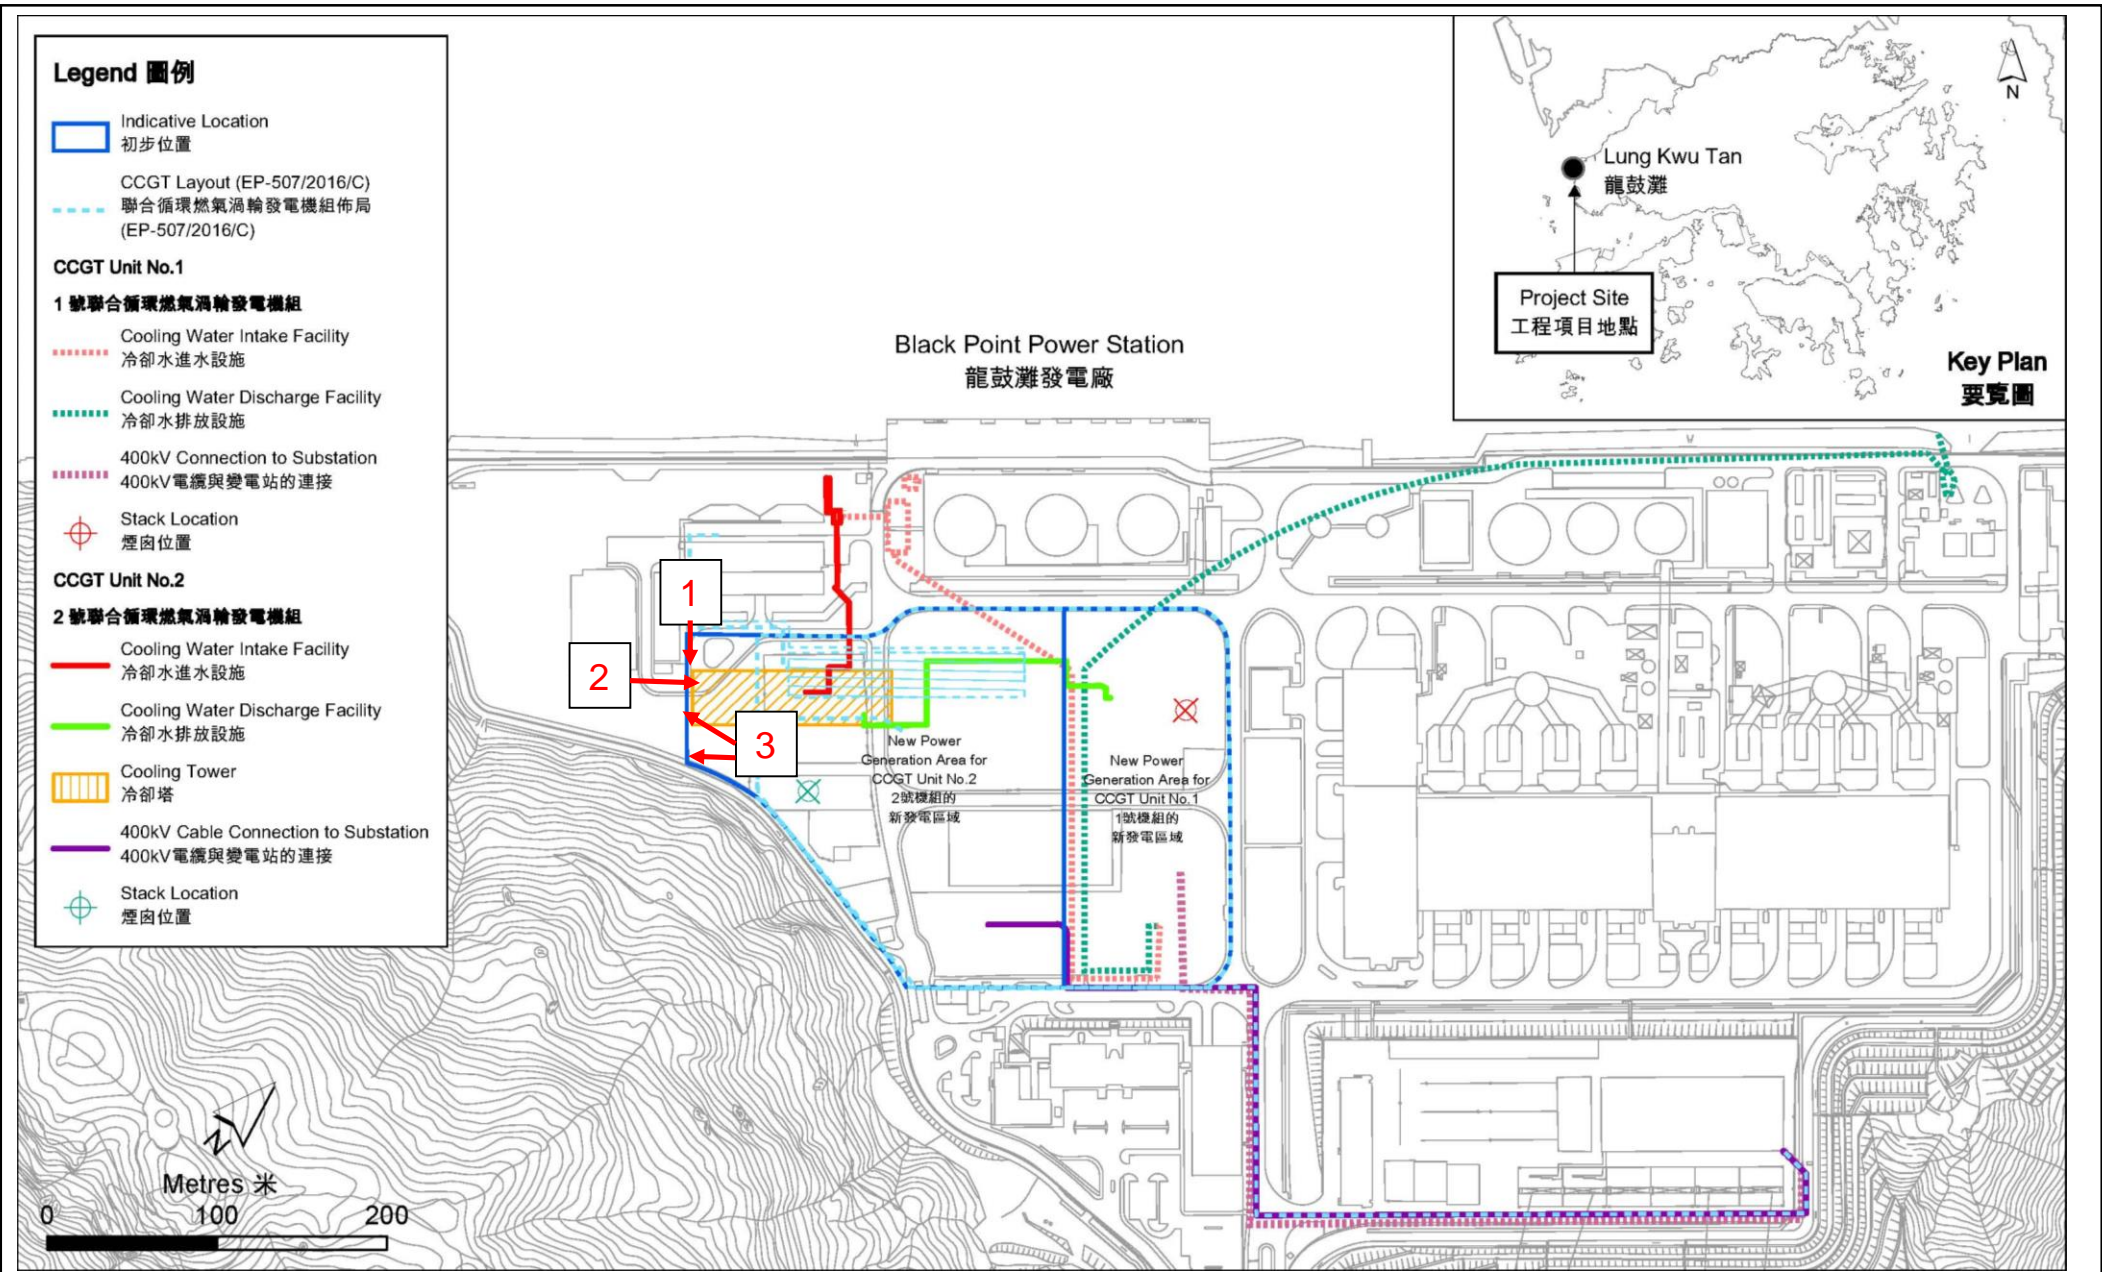 Legend 圖例
Indicative Location
初步位置
CCGT Layout (EP-507/2016/C)
聯合循環燃氣渦輪發電機組佈局
(EP-507/2016/C)
CCGT Unit No.1
1 號聯合循環燃氣渦輪發電機組
Cooling Water Intake Facility
冷卻水進水設施
Cooling Water Discharge Facility
冷卻水排放設施
400kV Connection to Substation
400kV電纜與變電站的連接
Stack Location
煙囱位置
CCGT Unit No.2
2 號聯合循環燃氣渦輪發電機組
Cooling Water Intake Facility
冷卻水進水設施
Cooling Water Discharge Facility
冷卻水排放設施
Cooling Tower
冷卻塔
400kV Cable Connection to Substation
400kV電纜與變電站的連接
Stack Location
煙囱位置
N
Lung Kwu Tan
龍鼓灘
Project Site
工程項目地點
Key Plan
要覽圖
Black Point Power Station
龍鼓灘發電廠
1
2
3
New Power
Generation Area for
CCGT Unit No.2
2號機組的
新發電區域
New Power
Generation Area for
CCGT Unit No.1
1號機組的
新發電區域
N
Metres 米
0 100 200